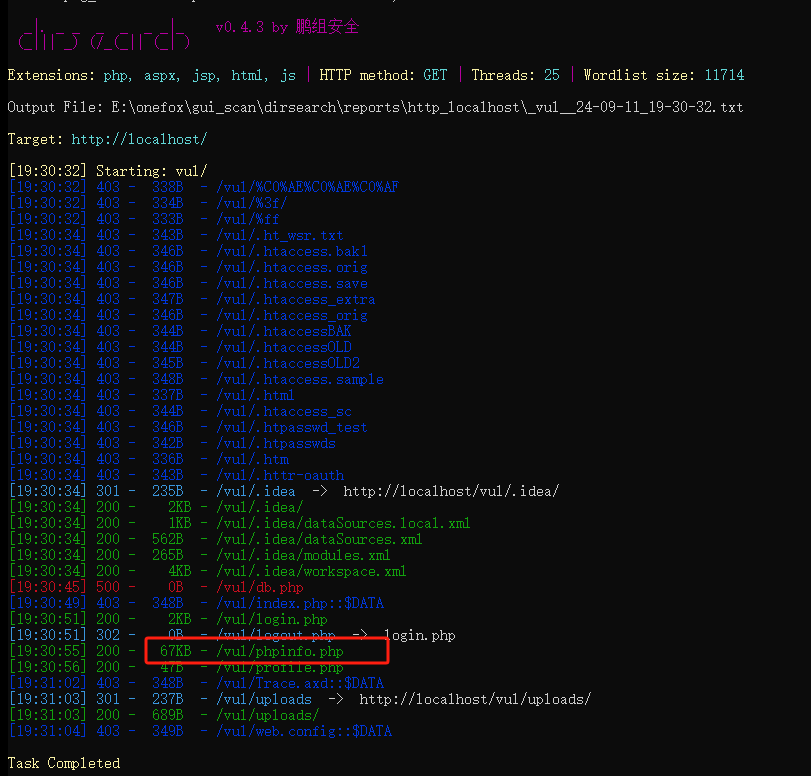 dirsearch v0.4.3 by 鹏组安全
Extensions: php, aspx, jsp, html, js | HTTP method: GET | Threads: 25 | Wordlist size: 11714
Output File: E:\onefox\gui_scan\dirsearch\reports\http_localhost\_vul__24-09-11_19-30-32.txt
Target: http://localhost/
[19:30:32] Starting: vul/
[19:30:32] 403 - 338B - /vul/%C0%AE%C0%AE%C0%AF
[19:30:32] 403 - 334B - /vul/%3f/
[19:30:32] 403 - 333B - /vul/%ff
[19:30:34] 403 - 343B - /vul/.ht_wsr.txt
[19:30:34] 403 - 346B - /vul/.htaccess.bak1
[19:30:34] 403 - 346B - /vul/.htaccess.orig
[19:30:34] 403 - 346B - /vul/.htaccess.save
[19:30:34] 403 - 347B - /vul/.htaccess_extra
[19:30:34] 403 - 346B - /vul/.htaccess_orig
[19:30:34] 403 - 344B - /vul/.htaccessBAK
[19:30:34] 403 - 344B - /vul/.htaccessOLD
[19:30:34] 403 - 345B - /vul/.htaccessOLD2
[19:30:34] 403 - 348B - /vul/.htaccess.sample
[19:30:34] 403 - 337B - /vul/.html
[19:30:34] 403 - 344B - /vul/.htaccess_sc
[19:30:34] 403 - 346B - /vul/.htpasswd_test
[19:30:34] 403 - 342B - /vul/.htpasswds
[19:30:34] 403 - 336B - /vul/.htm
[19:30:34] 403 - 343B - /vul/.httr-oauth
[19:30:34] 301 - 235B - /vul/.idea -> http://localhost/vul/.idea/
[19:30:34] 200 - 2KB - /vul/.idea/
[19:30:34] 200 - 1KB - /vul/.idea/dataSources.local.xml
[19:30:34] 200 - 562B - /vul/.idea/dataSources.xml
[19:30:34] 200 - 265B - /vul/.idea/modules.xml
[19:30:34] 200 - 4KB - /vul/.idea/workspace.xml
[19:30:45] 500 - 0B - /vul/db.php
[19:30:49] 403 - 348B - /vul/index.php::$DATA
[19:30:51] 200 - 2KB - /vul/login.php
[19:30:51] 302 - 0B - /vul/logout.php -> login.php
[19:30:55] 200 - 67KB - /vul/phpinfo.php
[19:30:56] 200 - 47B - /vul/profile.php
[19:31:02] 403 - 348B - /vul/Trace.axd::$DATA
[19:31:03] 301 - 237B - /vul/uploads -> http://localhost/vul/uploads/
[19:31:03] 200 - 689B - /vul/uploads/
[19:31:04] 403 - 349B - /vul/web.config::$DATA
Task Completed